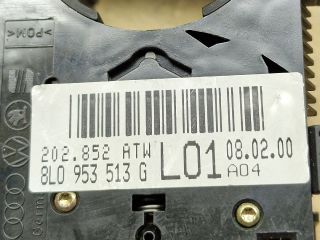 >POM<
202.852 ATW L01 08.02.00
8L0 953 513 G A04